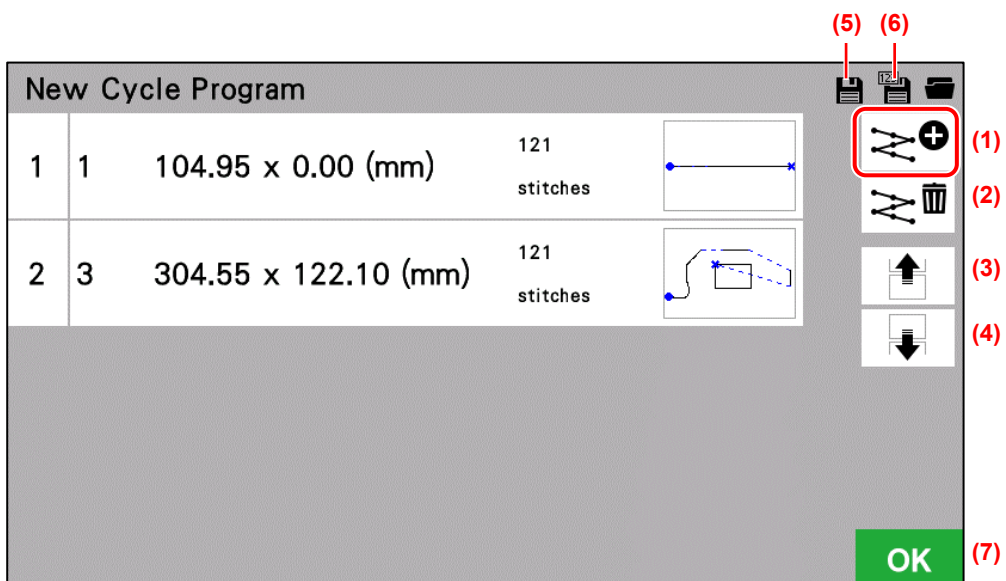 (5) (6)
New Cycle Program
123
(1)
1 1 104.95 x 0.00 (mm) 121
stitches
(2)
2 3 304.55 x 122.10 (mm) 121
stitches
(3)
(4)
OK (7)